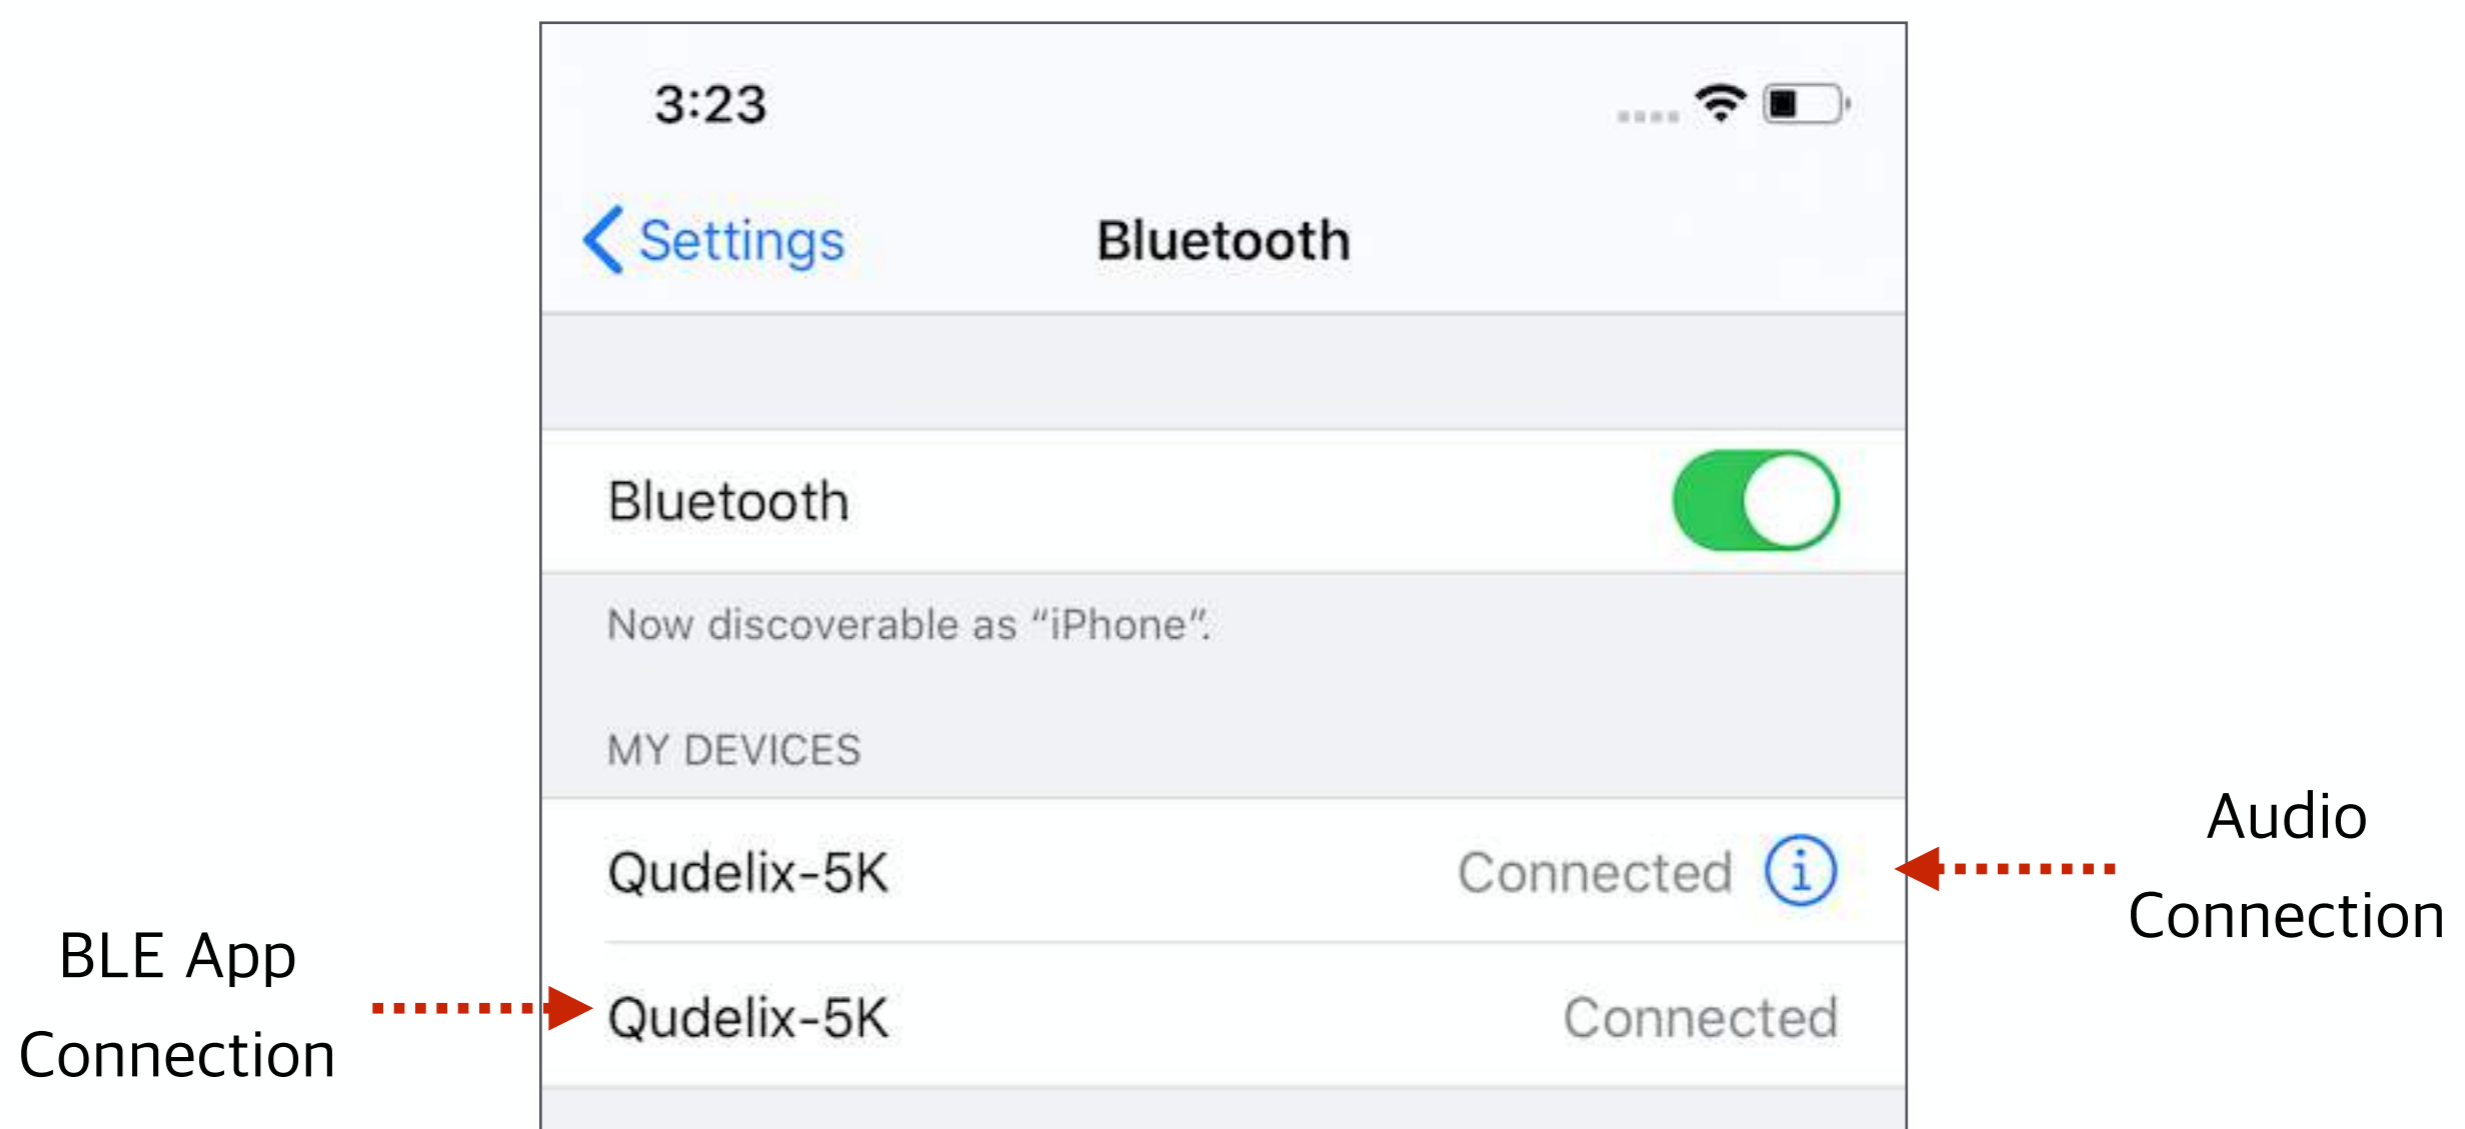 3:23
Settings
Bluetooth
Bluetooth
Now discoverable as “iPhone”.
MY DEVICES
Qudelix-5K
Connected
i
Audio
Connection
BLE App
Connection
Qudelix-5K
Connected